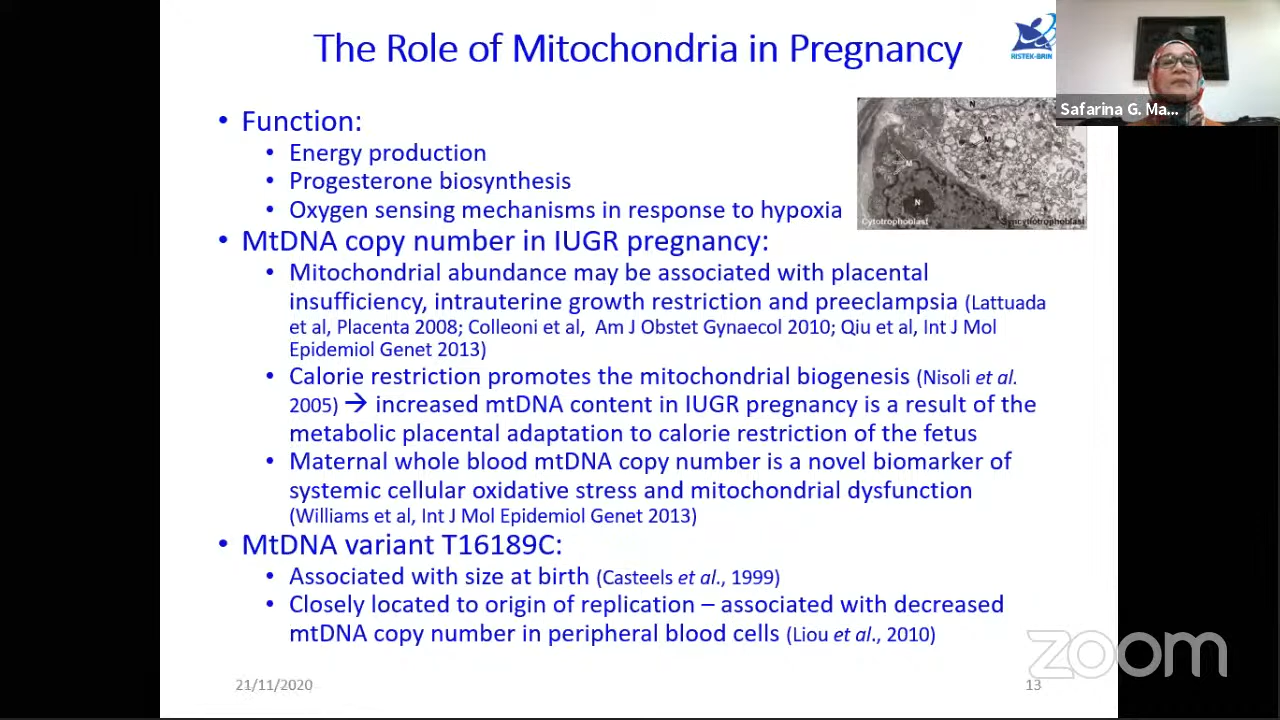 The Role of Mitochondria in Pregnancy
RISTEK-BRIN
Safarina G. Ma...
• Function:
• Energy production
• Progesterone biosynthesis
• Oxygen sensing mechanisms in response to hypoxia
N
M
M
N
Cytotrophoblast
Syncytiotrophoblast
• MtDNA copy number in IUGR pregnancy:
• Mitochondrial abundance may be associated with placental
insufficiency, intrauterine growth restriction and preeclampsia (Lattuada
et al, Placenta 2008; Colleoni et al, Am J Obstet Gynaecol 2010; Qiu et al, Int J Mol
Epidemiol Genet 2013)
• Calorie restriction promotes the mitochondrial biogenesis (Nisoli et al.
2005) → increased mtDNA content in IUGR pregnancy is a result of the
metabolic placental adaptation to calorie restriction of the fetus
• Maternal whole blood mtDNA copy number is a novel biomarker of
systemic cellular oxidative stress and mitochondrial dysfunction
(Williams et al, Int J Mol Epidemiol Genet 2013)
• MtDNA variant T16189C:
• Associated with size at birth (Casteels et al., 1999)
• Closely located to origin of replication – associated with decreased
mtDNA copy number in peripheral blood cells (Liou et al., 2010)
zoom
21/11/2020
13